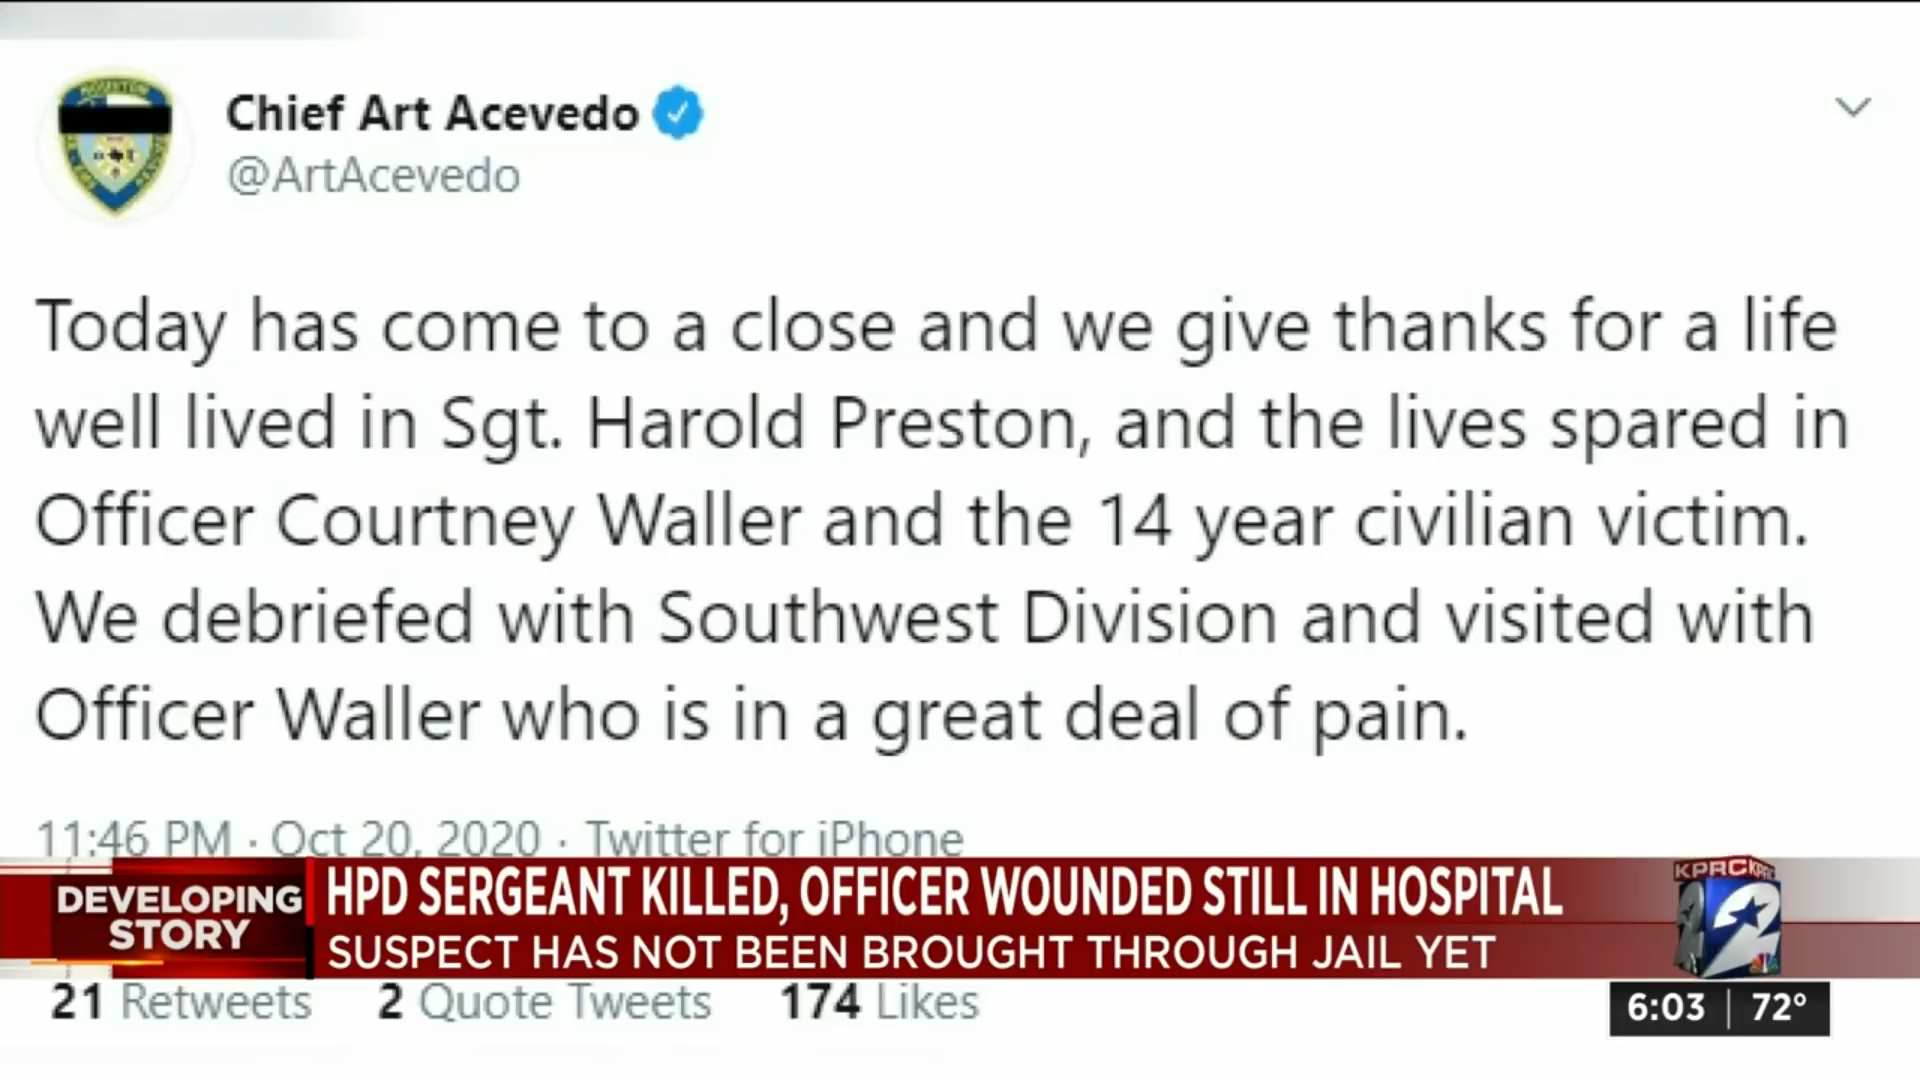 Chief Art Acevedo
@ArtAcevedo
Today has come to a close and we give thanks for a life
well lived in Sgt. Harold Preston, and the lives spared in
Officer Courtney Waller and the 14 year civilian victim.
We debriefed with Southwest Division and visited with
Officer Waller who is in a great deal of pain.
11:46 PM · Oct 20, 2020 · Twitter for iPhone
DEVELOPING
STORY
HPD SERGEANT KILLED, OFFICER WOUNDED STILL IN HOSPITAL
SUSPECT HAS NOT BEEN BROUGHT THROUGH JAIL YET
KPRC
2
21 Retweets 2 Quote Tweets 174 Likes
6:03 | 72°